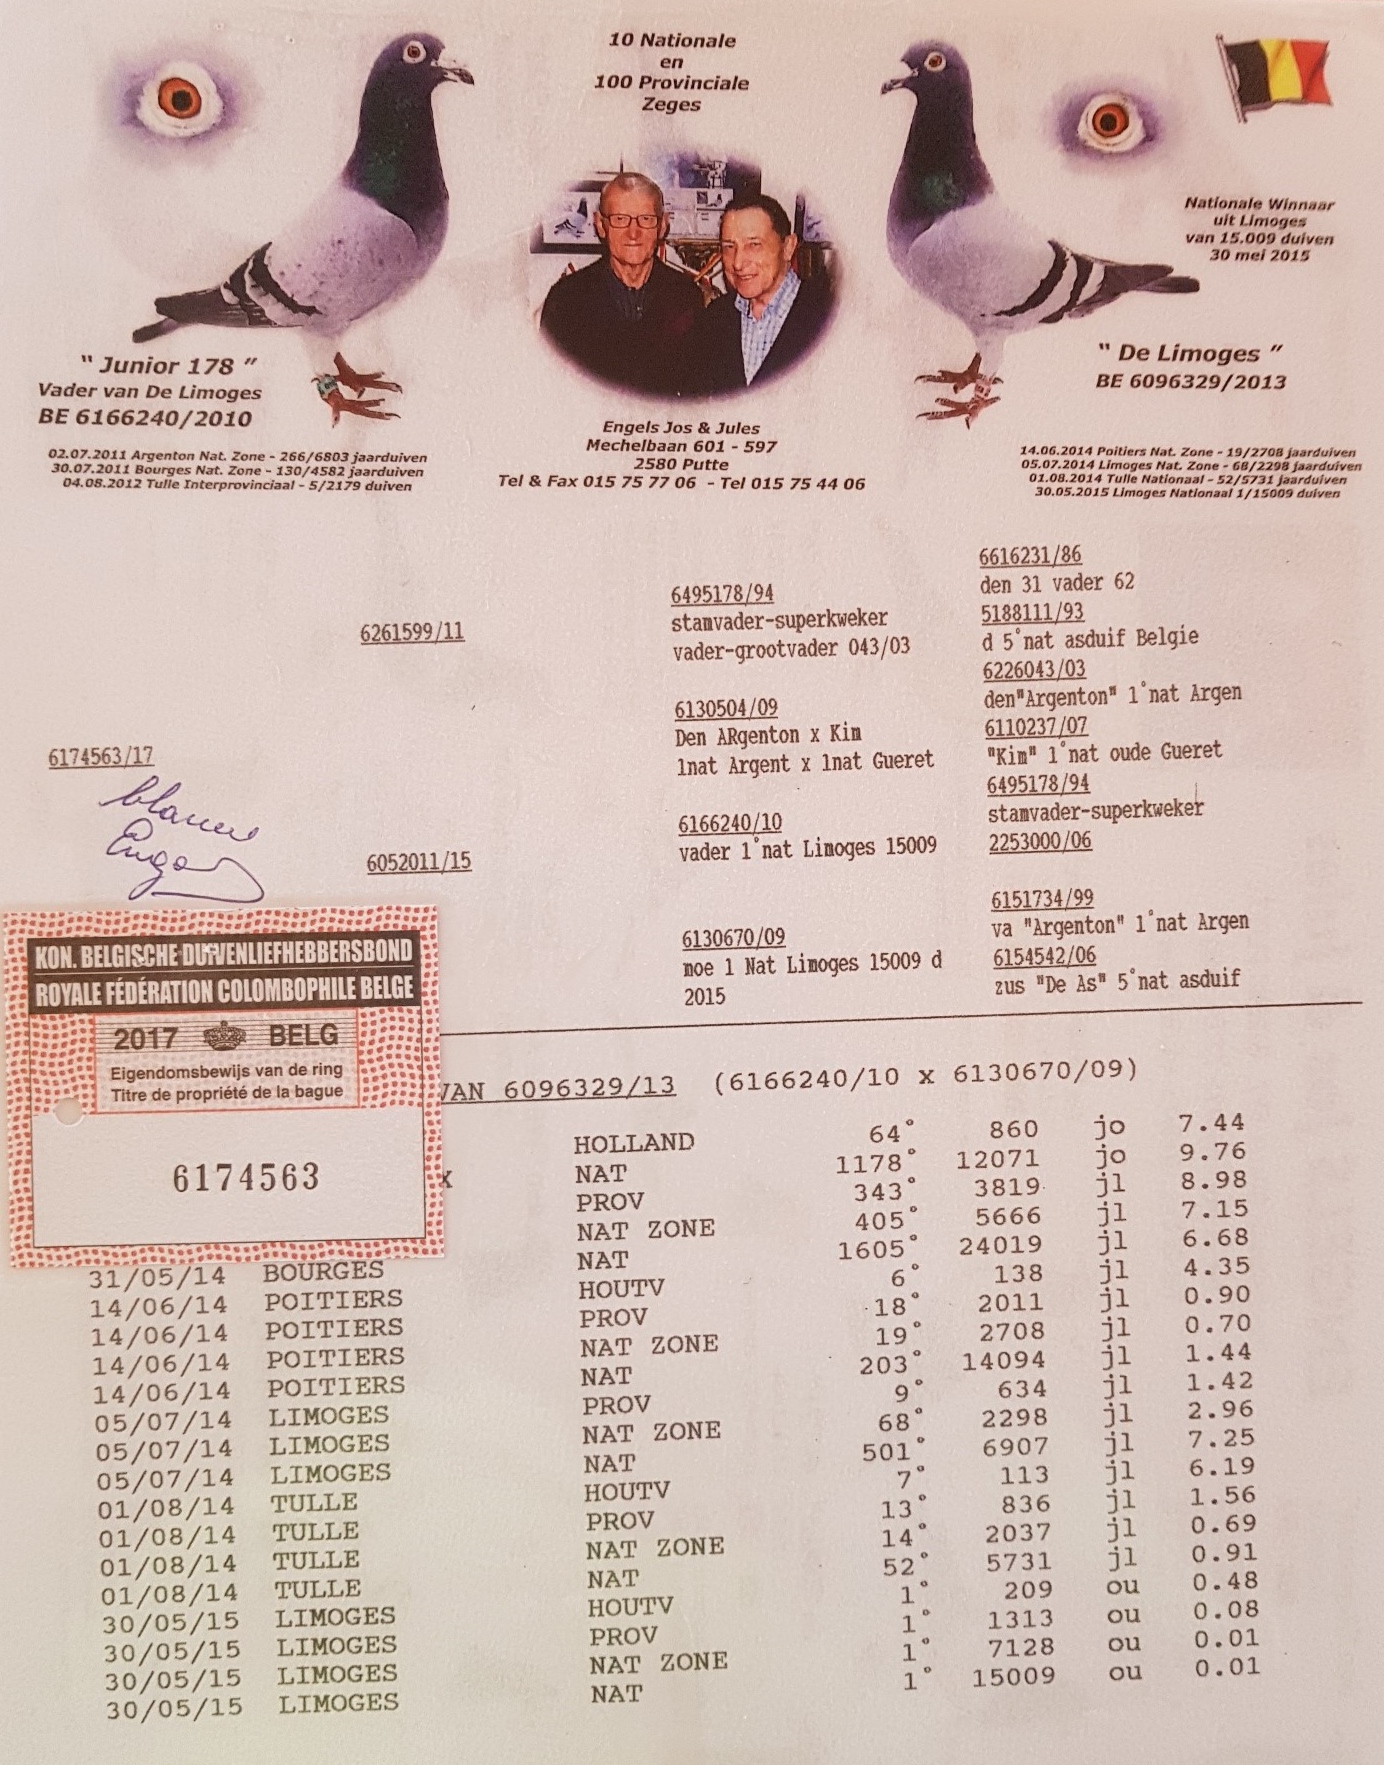 10 Nationale
en
100 Provinciale
Zeges
Nationale Winnaar
uit Limoges
van 15.009 duiven
30 mei 2015
" Junior 178 "
Vader van De Limoges
BE 6166240/2010
02.07.2011 Argenton Nat. Zone - 266/6803 jaarduiven
30.07.2011 Bourges Nat. Zone - 130/4582 jaarduiven
04.08.2012 Tulle Interprovinciaal - 5/2179 duiven
Engels Jos & Jules
Mechelbaan 601 - 597
2580 Putte
Tel & Fax 015 75 77 06 - Tel 015 75 44 06
" De Limoges "
BE 6096329/2013
14.06.2014 Poitiers Nat. Zone - 19/2708 jaarduiven
05.07.2014 Limoges Nat. Zone - 68/2298 jaarduiven
01.08.2014 Tulle Nationaal - 52/5731 jaarduiven
30.05.2015 Limoges Nationaal 1/15009 duiven
6174563/17
6261599/11
6052011/15
6495178/94
stamvader-superkweker
vader-grootvader 043/03
6130504/09
Den ARgenton x Kim
1nat Argent x 1nat Gueret
6166240/10
vader 1°nat Limoges 15009
6130670/09
moe 1 Nat Limoges 15009 d
2015
6616231/86
den 31 vader 62
5188111/93
d 5°nat asduif Belgie
6226043/03
den"Argenton" 1°nat Argen
6110237/07
"Kim" 1°nat oude Gueret
6495178/94
stamvader-superkweker
2253000/06
6151734/99
va "Argenton" 1°nat Argen
6154542/06
zus "De As" 5°nat asduif
KON. BELGISCHE DUIVENLIEFHEBBERSBOND
ROYALE FÉDÉRATION COLOMBOPHILE BELGE
2017 BELG
Eigendomsbewijs van de ring
Titre de propriété de la bague
6174563
VAN 6096329/13 (6166240/10 x 6130670/09)
HOLLAND 64° 860 jo 7.44
NAT 1178° 12071 jo 9.76
PROV 343° 3819 jl 8.98
NAT ZONE 405° 5666 jl 7.15
31/05/14 BOURGES NAT 1605° 24019 jl 6.68
14/06/14 POITIERS HOUTV 6° 138 jl 4.35
14/06/14 POITIERS PROV 18° 2011 jl 0.90
14/06/14 POITIERS NAT ZONE 19° 2708 jl 0.70
14/06/14 POITIERS NAT 203° 14094 jl 1.44
05/07/14 LIMOGES PROV 9° 634 jl 1.42
05/07/14 LIMOGES NAT ZONE 68° 2298 jl 2.96
05/07/14 LIMOGES NAT 501° 6907 jl 7.25
01/08/14 TULLE HOUTV 7° 113 jl 6.19
01/08/14 TULLE PROV 13° 836 jl 1.56
01/08/14 TULLE NAT ZONE 14° 2037 jl 0.69
01/08/14 TULLE NAT 52° 5731 jl 0.91
30/05/15 LIMOGES HOUTV 1° 209 ou 0.48
30/05/15 LIMOGES PROV 1° 1313 ou 0.08
30/05/15 LIMOGES NAT ZONE 1° 7128 ou 0.01
30/05/15 LIMOGES NAT 1° 15009 ou 0.01